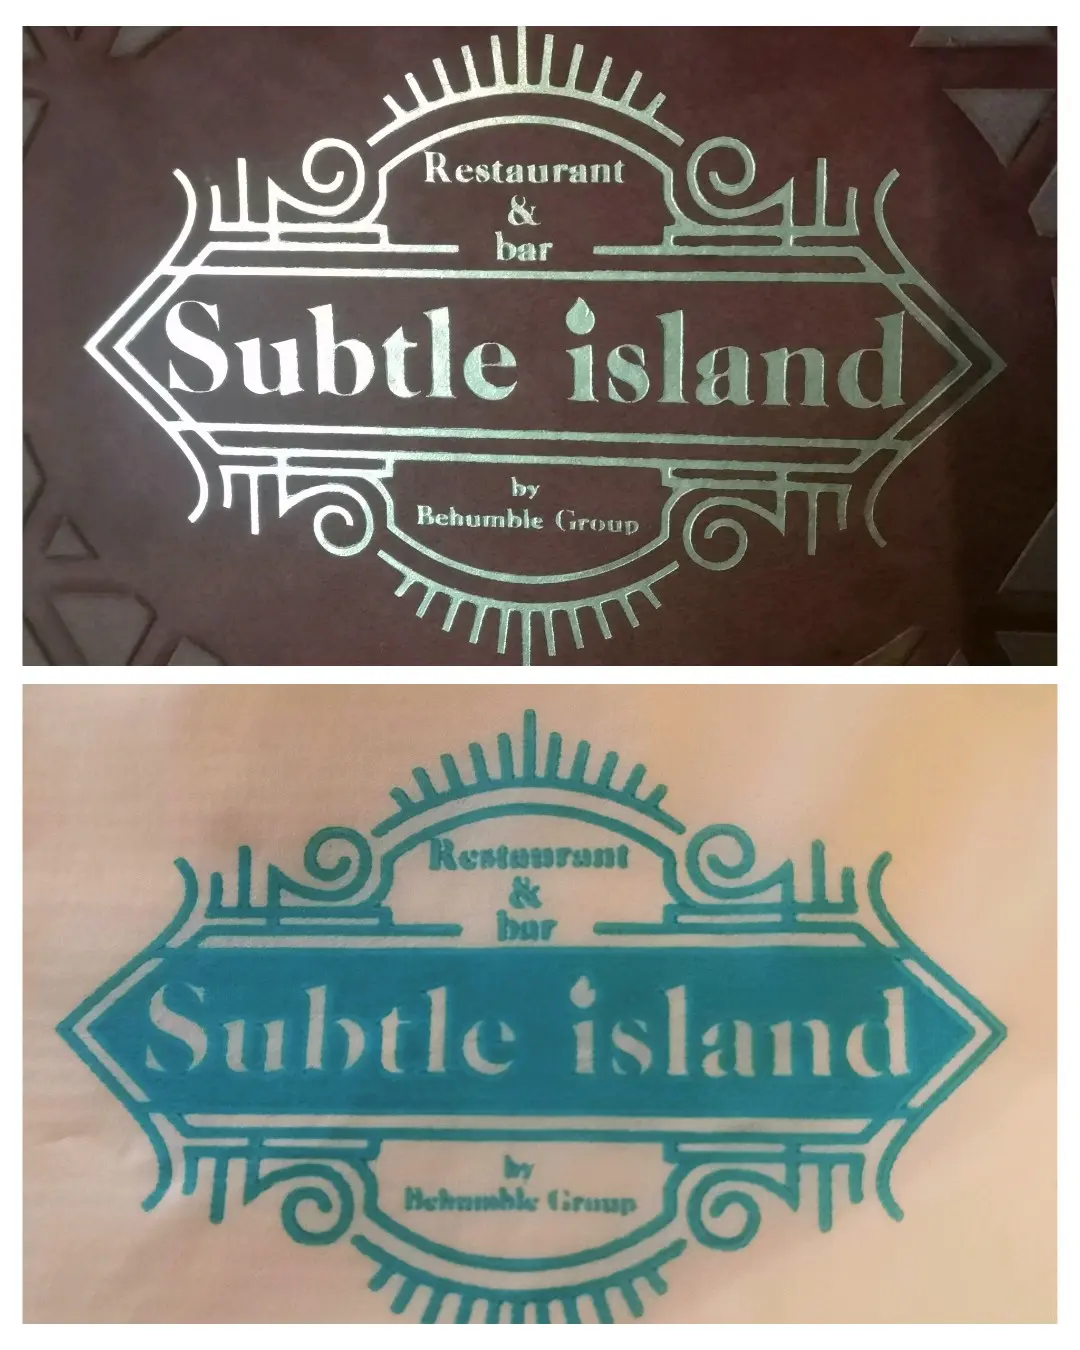 Restaurant
&
bar
Subtle island
by
Behumble Group
Restaurant
&
bar
Subtle island
by
Behumble Group